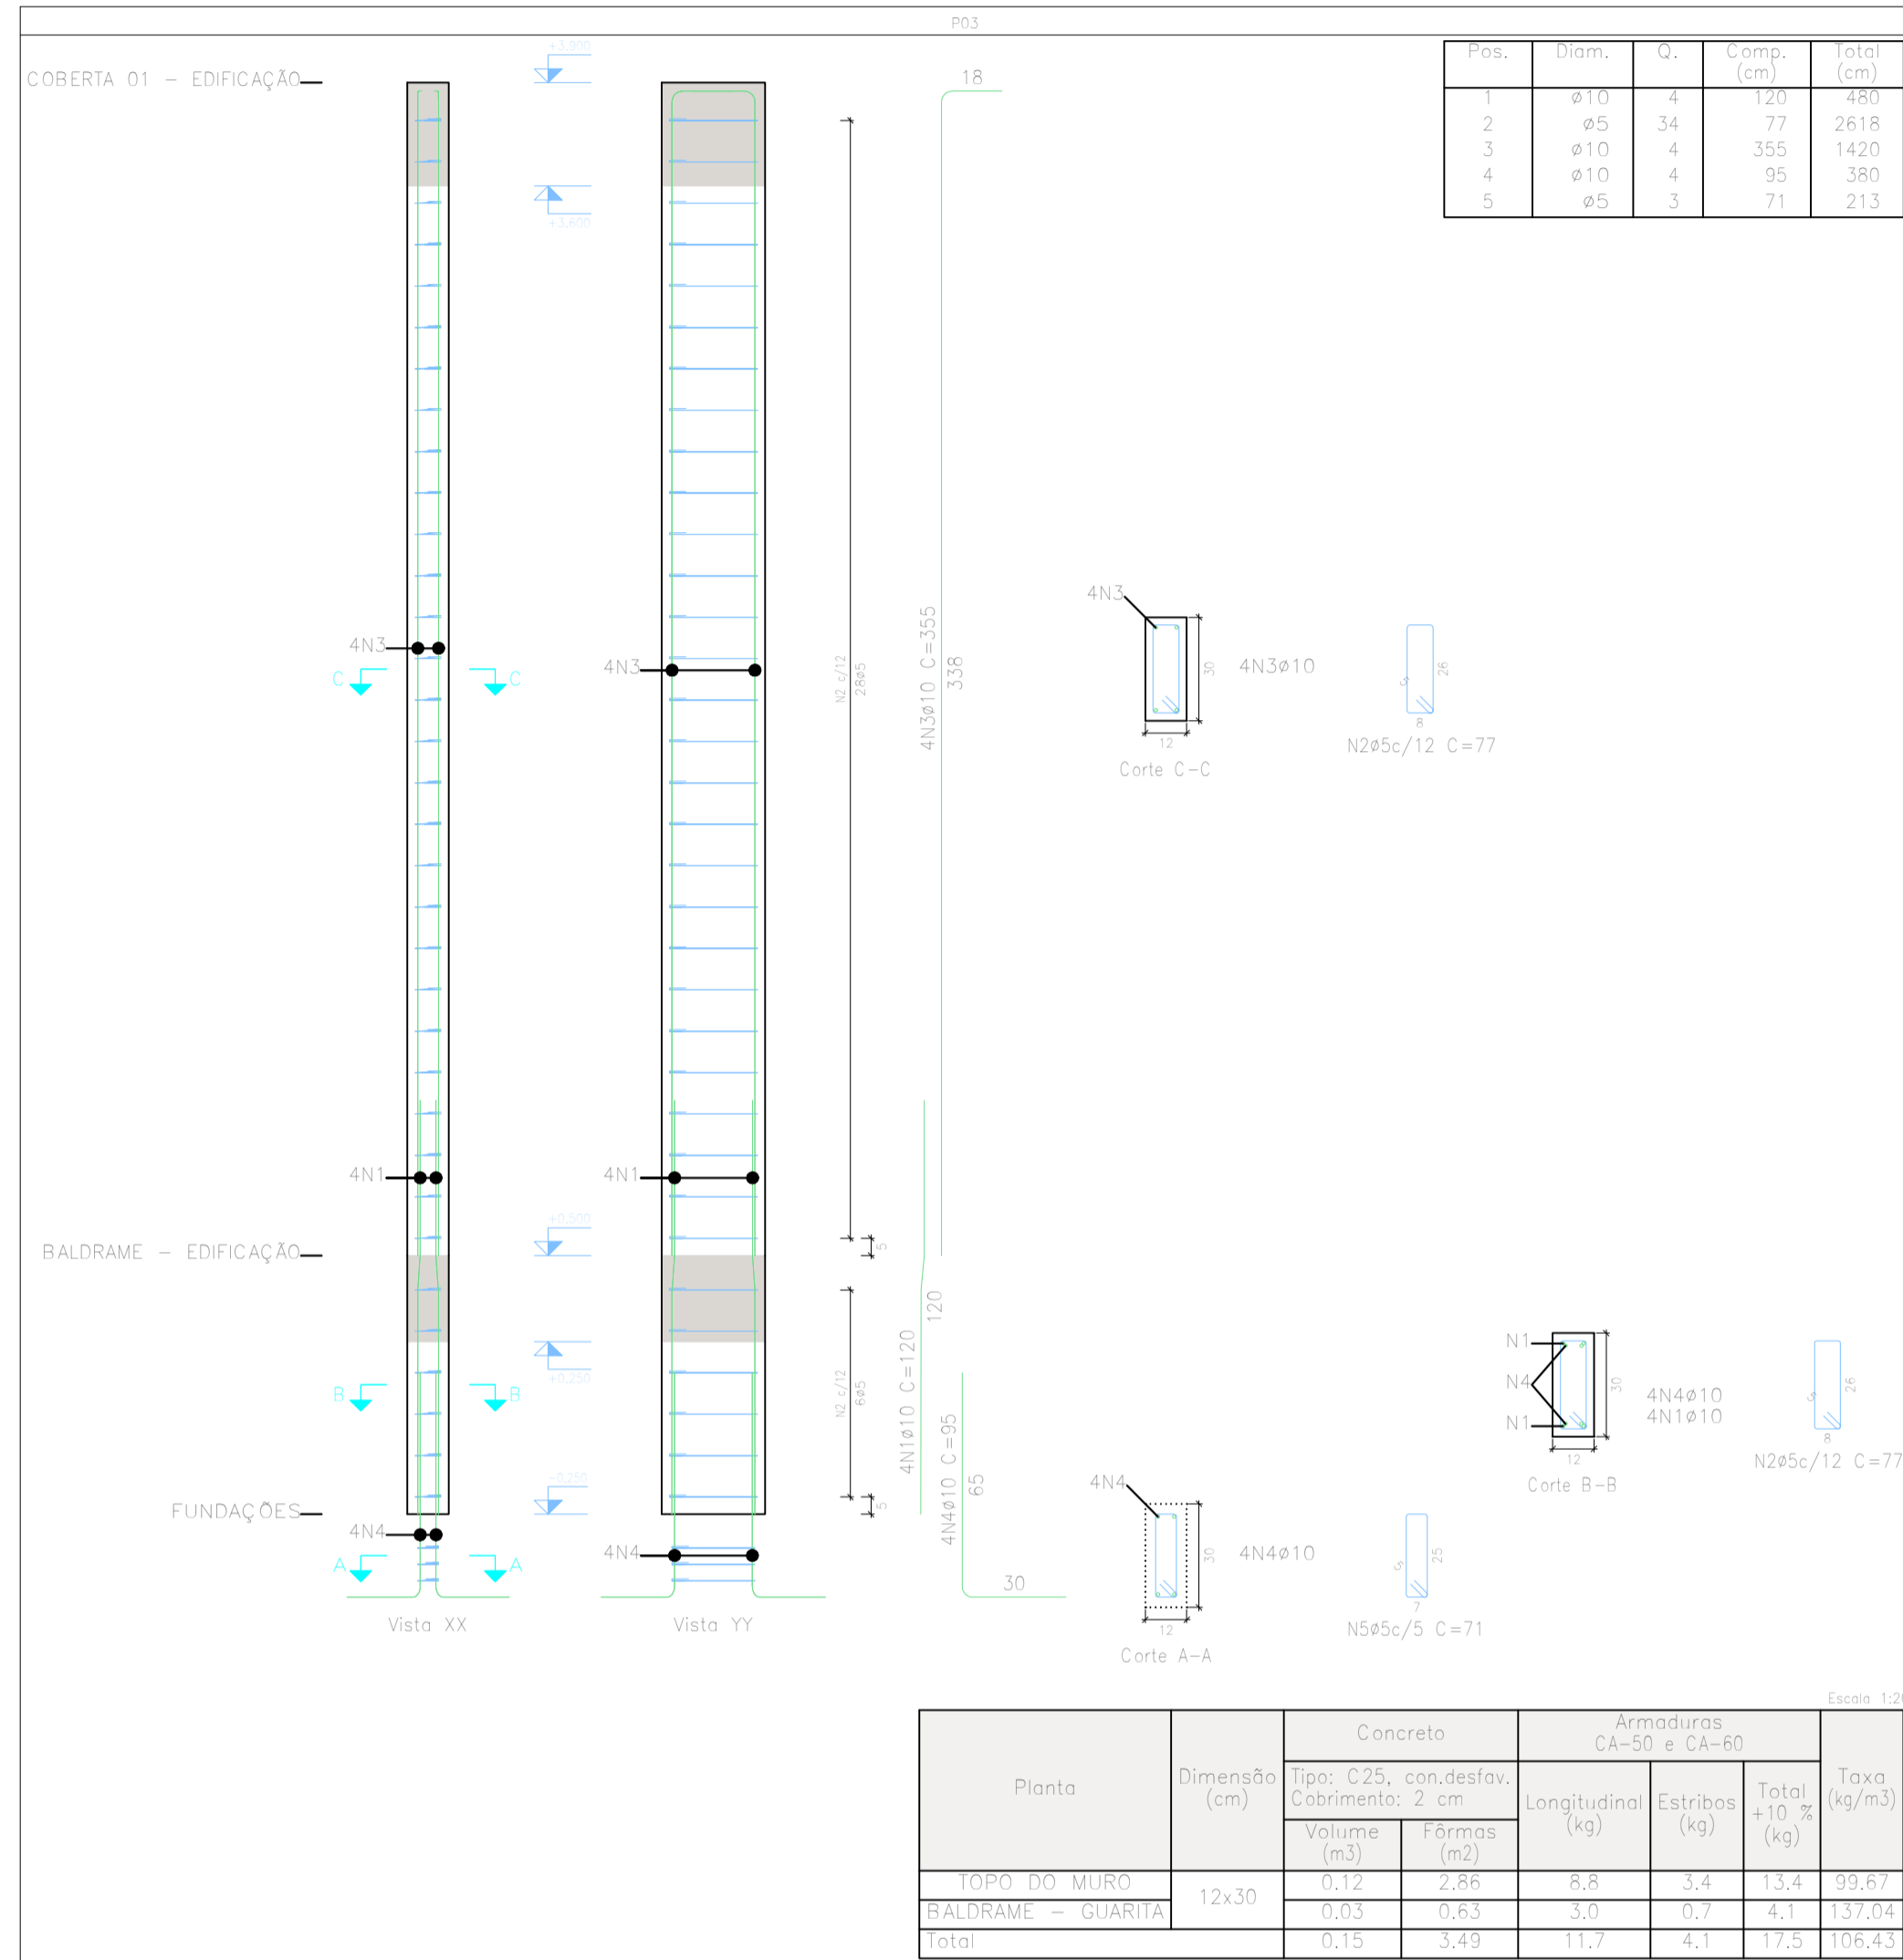 P03
Pos. Diam. Q. Comp. (cm) Total (cm)
1 ø10 4 120 480
2 ø5 34 77 2618
3 ø10 4 355 1420
4 ø10 4 95 380
5 ø5 3 71 213
COBERTA 01 - EDIFICAÇÃO
+3.900
18
+3.600
4N3
C C
4N3
N2 c/12
28ø5
4N3ø10 C=355
338
4N3
30
12
4N3ø10
Corte C-C
5
26
8
N2ø5c/12 C=77
4N1
4N1
BALDRAME - EDIFICAÇÃO
+0.500
5
+0.250
B B
N2 c/12
6ø5
4N1ø10 C=120
120
4N4ø10 C=95
65
N1
N4
N1
30
12
4N4ø10
4N1ø10
Corte B-B
5
26
8
N2ø5c/12 C=77
FUNDAÇÕES
-0.250
5
4N4
A A
4N4
30
4N4
30
12
4N4ø10
Corte A-A
5
25
7
N5ø5c/5 C=71
Vista XX
Vista YY
Planta
Dimensão (cm)
Concreto
Tipo: C25, con.desfav.
Cobrimento: 2 cm
Volume (m3)
Fôrmas (m2)
Armaduras
CA-50 e CA-60
Longitudinal (kg)
Estribos (kg)
Total +10 % (kg)
Taxa (kg/m3)
TOPO DO MURO 12x30 0.12 2.86 8.8 3.4 13.4 99.67
BALDRAME - GUARITA 0.03 0.63 3.0 0.7 4.1 137.04
Total 0.15 3.49 11.7 4.1 17.5 106.43